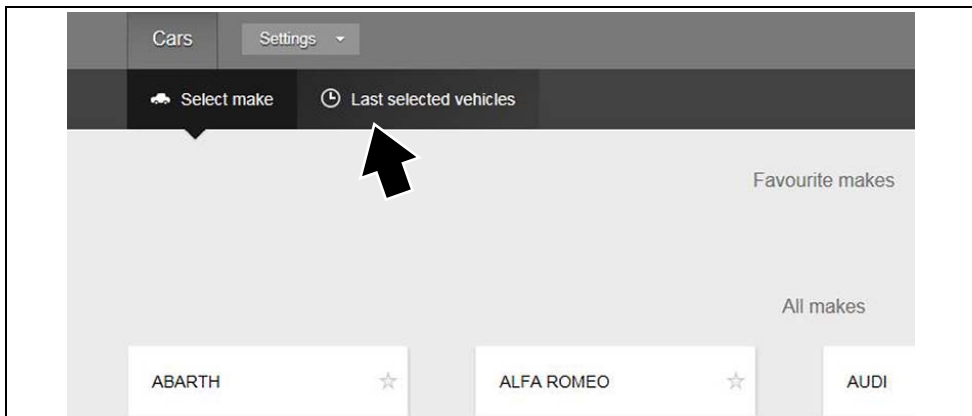 Cars Settings
Select make Last selected vehicles
Favourite makes
All makes
ABARTH ALFA ROMEO AUDI